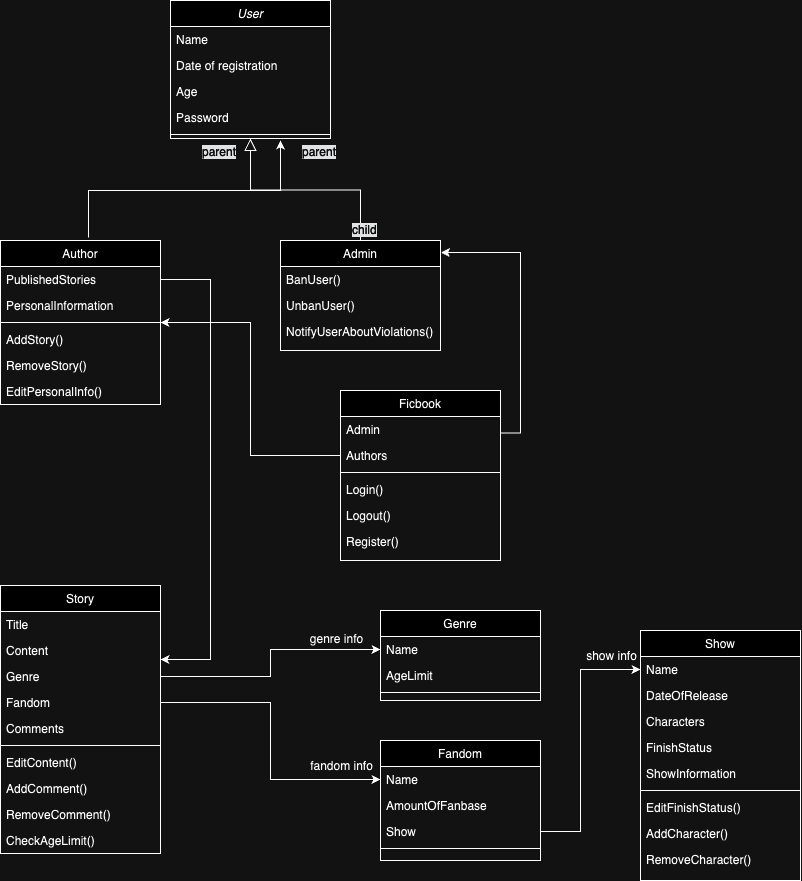 User
Name
Date of registration
Age
Password
parent
parent
child
Author
PublishedStories
PersonalInformation
AddStory()
RemoveStory()
EditPersonalInfo()
Admin
BanUser()
UnbanUser()
NotifyUserAboutViolations()
Ficbook
Admin
Authors
Login()
Logout()
Register()
Story
Title
Content
Genre
Fandom
Comments
EditContent()
AddComment()
RemoveComment()
CheckAgeLimit()
genre info
Genre
Name
AgeLimit
fandom info
Fandom
Name
AmountOfFanbase
Show
show info
Show
Name
DateOfRelease
Characters
FinishStatus
ShowInformation
EditFinishStatus()
AddCharacter()
RemoveCharacter()